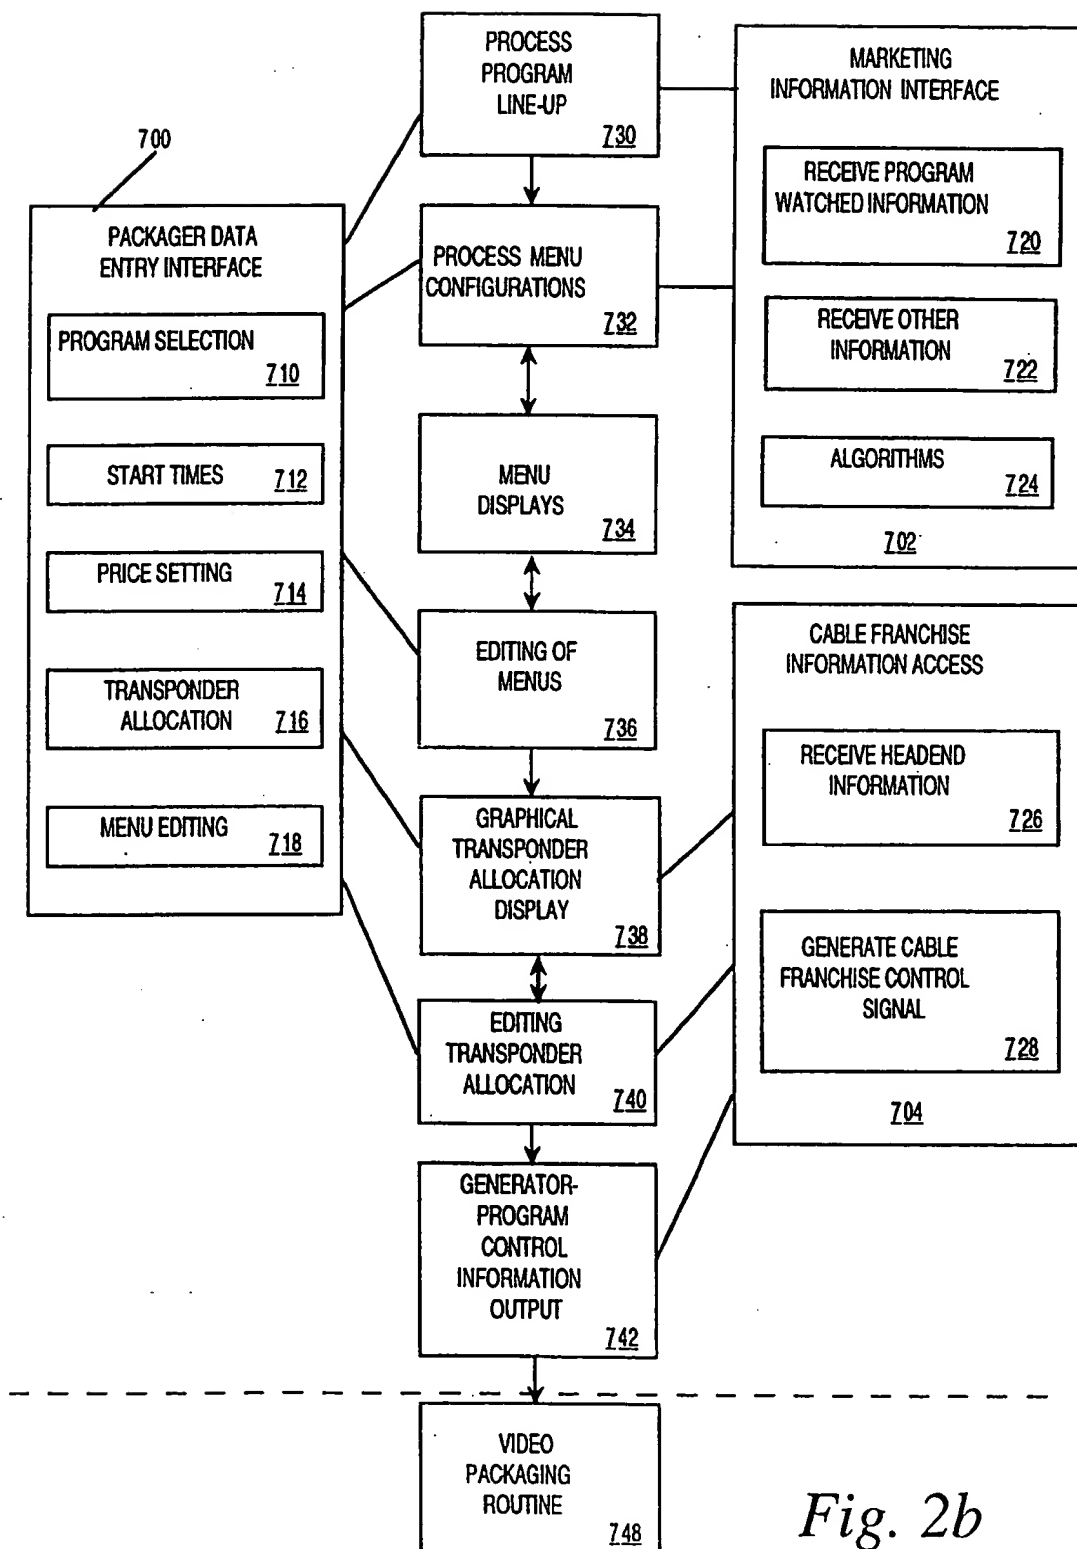 700
PACKAGER DATA
ENTRY INTERFACE
PROGRAM SELECTION
710
START TIMES
712
PRICE SETTING
714
TRANSPONDER
ALLOCATION
716
MENU EDITING
718
PROCESS
PROGRAM
LINE-UP
730
PROCESS MENU
CONFIGURATIONS
732
MENU
DISPLAYS
734
EDITING OF
MENUS
736
GRAPHICAL
TRANSPONDER
ALLOCATION
DISPLAY
738
EDITING
TRANSPONDER
ALLOCATION
740
GENERATOR-
PROGRAM
CONTROL
INFORMATION
OUTPUT
742
VIDEO
PACKAGING
ROUTINE
748
MARKETING
INFORMATION INTERFACE
RECEIVE PROGRAM
WATCHED INFORMATION
720
RECEIVE OTHER
INFORMATION
722
ALGORITHMS
724
702
CABLE FRANCHISE
INFORMATION ACCESS
RECEIVE HEADEND
INFORMATION
726
GENERATE CABLE
FRANCHISE CONTROL
SIGNAL
728
704
Fig. 2b